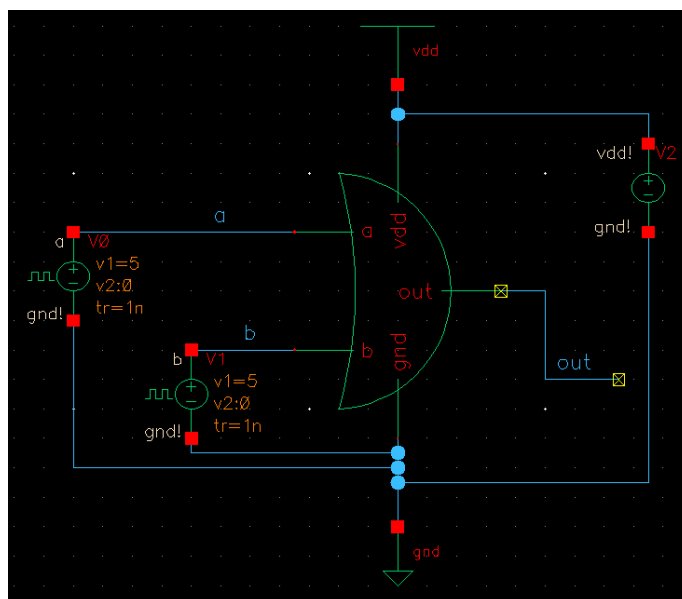 vdd
vdd!
V2
a
a
V0
a
vdd
v1=5
v2:0
tr=1n
gnd!
gnd!
out
out
b
b
V1
b
gnd
v1=5
v2:0
tr=1n
gnd!
gnd